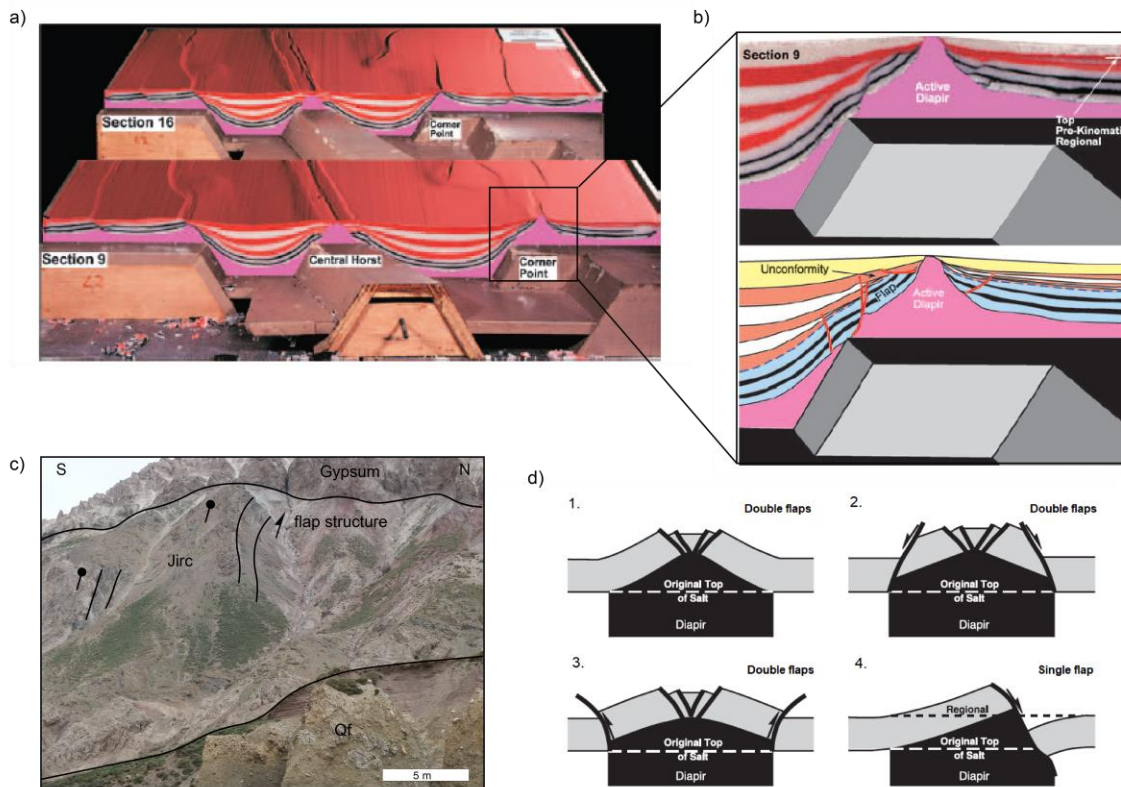 a)
Section 16
Corner
Point
Section 9
Central Horst
Corner
Point
b)
Section 9
Active
Diapir
Top
Pre-Kinemati
Regional
Unconformity
Flap
Active
Diapir
c)
S
N
Gypsum
flap structure
Jirc
Qf
5 m
d)
1.
Double flaps
Original Top
of Salt
Diapir
2.
Double flaps
Original Top
of Salt
Diapir
3.
Double flaps
Original Top
of Salt
Diapir
4.
Single flap
Regional
Original Top
of Salt
Diapir